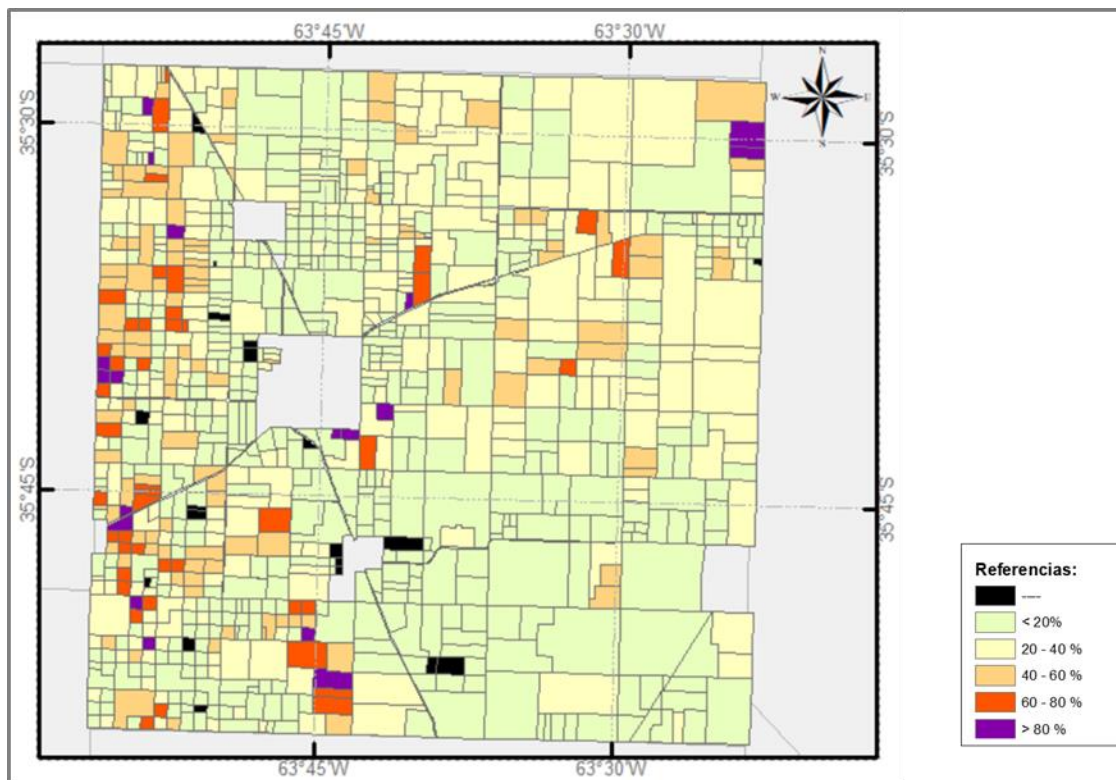 63°45'W 63°30'W
N
W E
S
35°30'S 35°30'S
35°45'S 35°45'S
63°45'W 63°30'W
Referencias:
----
< 20%
20 - 40 %
40 - 60 %
60 - 80 %
> 80 %